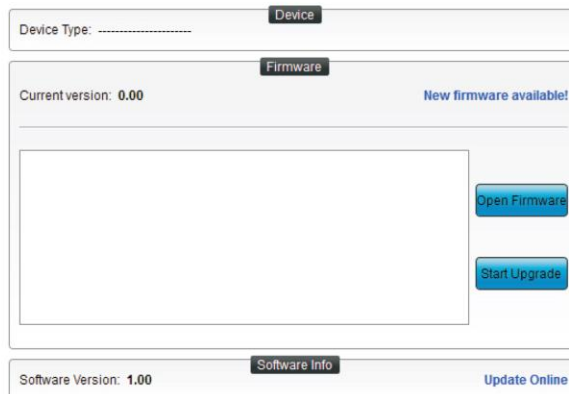 Device
Device Type: ----------------------
Firmware
Current version: 0.00 New firmware available!
Open Firmware
Start Upgrade
Software Info
Software Version: 1.00 Update Online